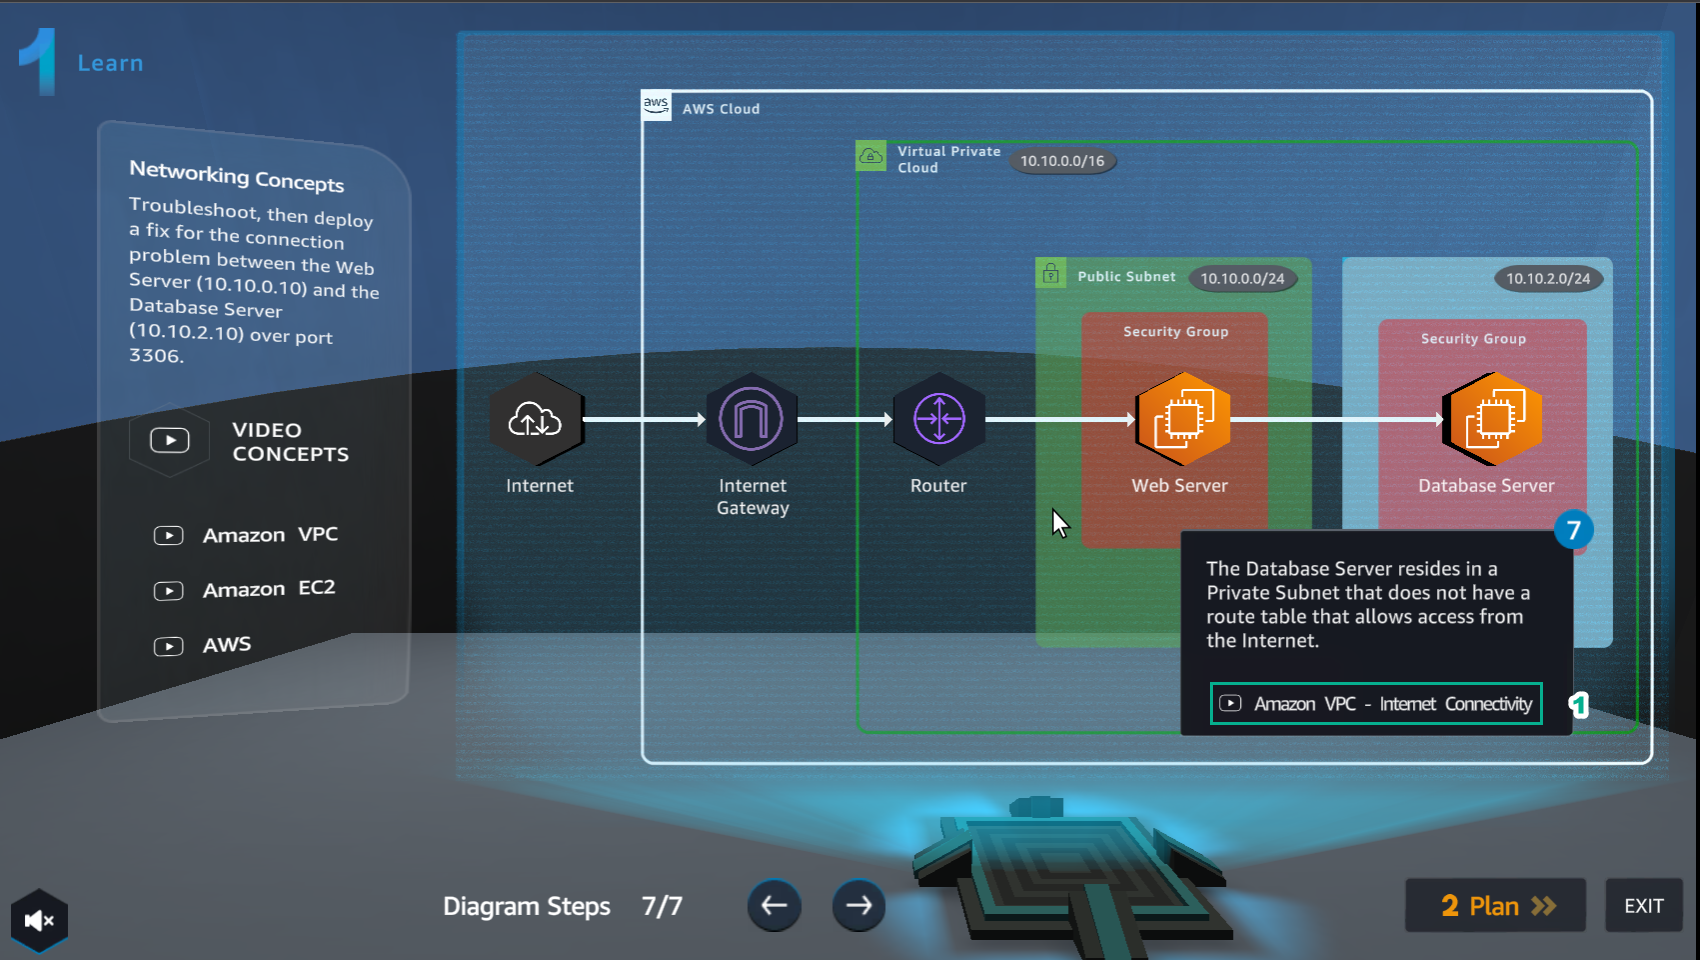 1 Learn
Networking Concepts
Troubleshoot, then deploy
a fix for the connection
problem between the Web
Server (10.10.0.10) and the
Database Server
(10.10.2.10) over port
3306.
VIDEO
CONCEPTS
Amazon VPC
Amazon EC2
AWS
aws
AWS Cloud
Virtual Private
Cloud
10.10.0.0/16
Public Subnet
10.10.0.0/24
10.10.2.0/24
Security Group
Security Group
Internet
Internet
Gateway
Router
Web Server
Database Server
7
The Database Server resides in a
Private Subnet that does not have a
route table that allows access from
the Internet.
Amazon VPC - Internet Connectivity
1
Diagram Steps 7/7
2 Plan
EXIT